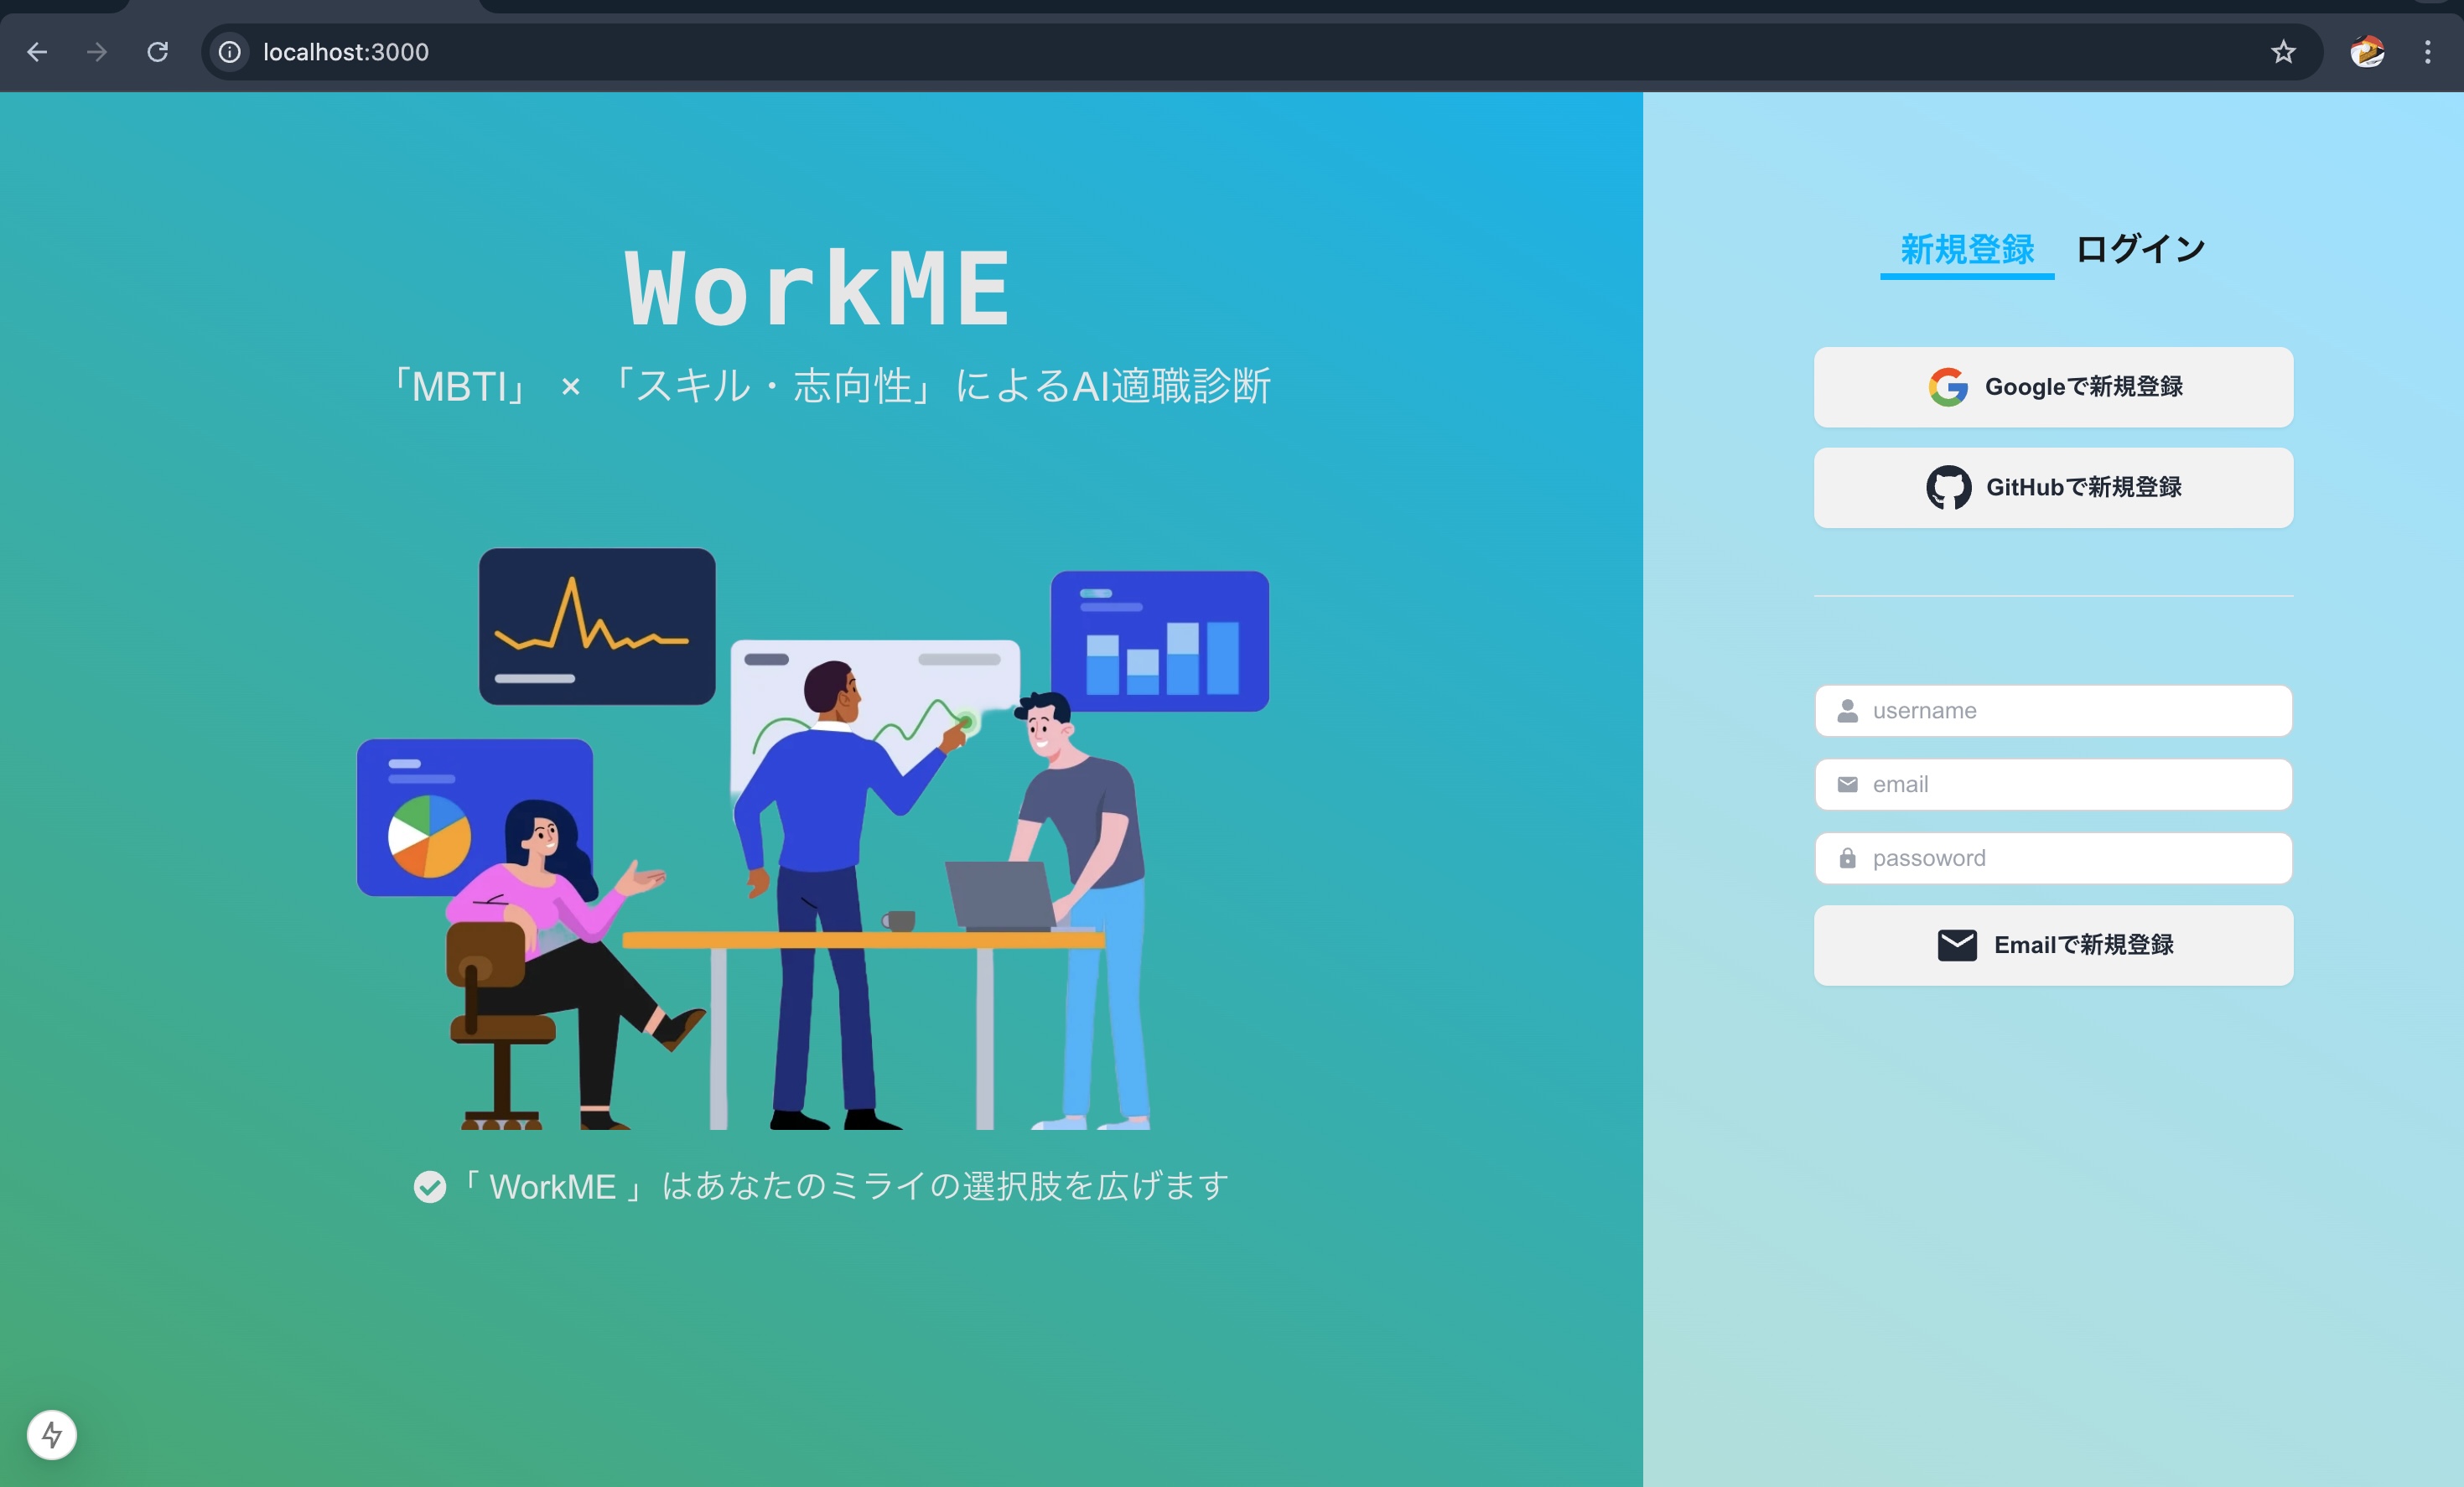 localhost:3000
WorkME
「MBTI」 × 「スキル・志向性」によるAI適職診断
「 WorkME 」 はあなたのミライの選択肢を広げます
新規登録 ログイン
Googleで新規登録
GitHubで新規登録
username
email
passoword
Emailで新規登録